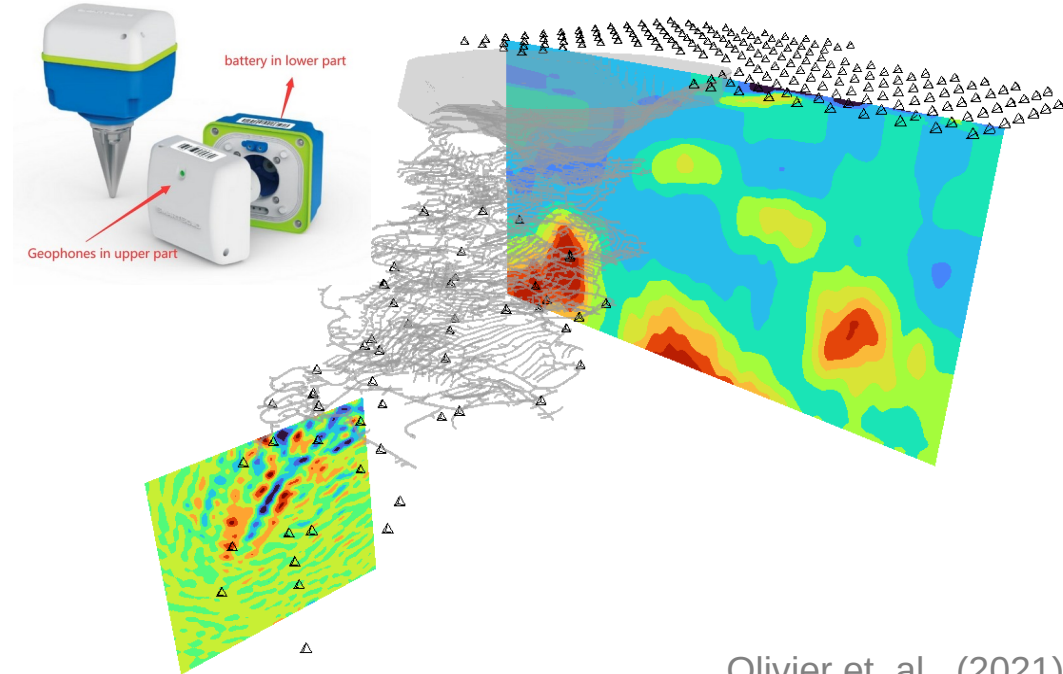 battery in lower part
Geophones in upper part
Olivier et. al., (2021)